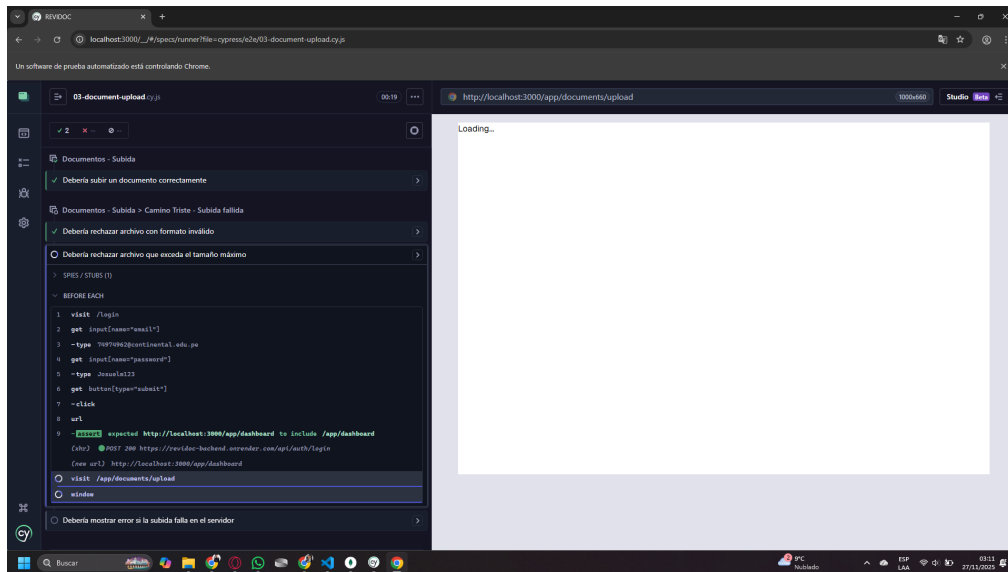 REVIDOC
localhost:3000/__/#/specs/runner?file=cypress/e2e/03-document-upload.cy.js
Un software de prueba automatizado está controlando Chrome.
03-document-upload.cy.js
00:19
http://localhost:3000/app/documents/upload
1000x660
Studio Beta
2
--
--
Loading...
Documentos - Subida
Debería subir un documento correctamente
Documentos - Subida > Camino Triste - Subida fallida
Debería rechazar archivo con formato inválido
Debería rechazar archivo que exceda el tamaño máximo
SPIES / STUBS (1)
BEFORE EACH
1 visit /login
2 get input[name="email"]
3 -type 74974962@continental.edu.pe
4 get input[name="password"]
5 -type Josuelm123
6 get button[type="submit"]
7 -click
8 url
9 -assert expected http://localhost:3000/app/dashboard to include /app/dashboard
(xhr) POST 200 https://revidoc-backend.onrender.com/api/auth/login
(new url) http://localhost:3000/app/dashboard
visit /app/documents/upload
window
Debería mostrar error si la subida falla en el servidor
cy
Buscar
2
9°C
Nublado
ESP
LAA
03:11
27/11/2025